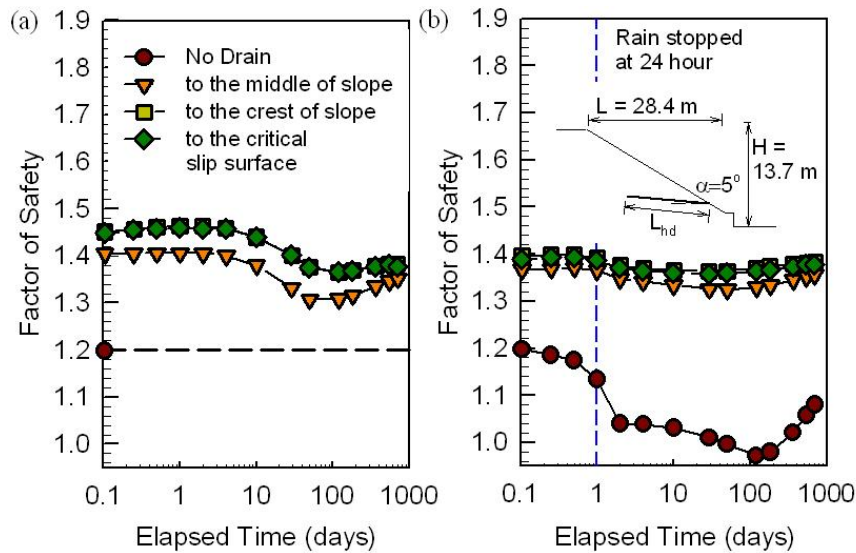 (a)
1.9
1.8
1.7
1.6
1.5
1.4
1.3
1.2
1.1
1.0
Factor of Safety
No Drain
to the middle of slope
to the crest of slope
to the critical
slip surface
0.1 1 10 100 1000
Elapsed Time (days)
(b)
1.9
1.8
1.7
1.6
1.5
1.4
1.3
1.2
1.1
1.0
Factor of Safety
Rain stopped
at 24 hour
L = 28.4 m
H =
13.7 m
α=5°
Lhd
0.1 1 10 100 1000
Elapsed Time (days)